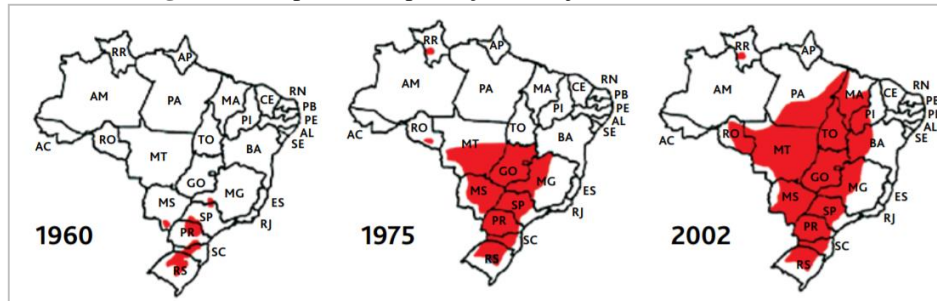 RR
AP
AM
PA
MA
CE
RN
PB
PE
AL
SE
PI
TO
AC
RO
MT
BA
GO
MG
MS
ES
SP
RJ
PR
SC
RS
1960
RR
AP
AM
PA
MA
CE
RN
PB
PE
AL
SE
PI
TO
RO
AC
MT
BA
GO
MG
MS
ES
SP
RJ
PR
SC
RS
1975
RR
AP
AM
PA
MA
CE
RN
PB
PE
AL
SE
PI
TO
RO
AC
MT
BA
GO
MG
MS
ES
SP
RJ
PR
SC
RS
2002